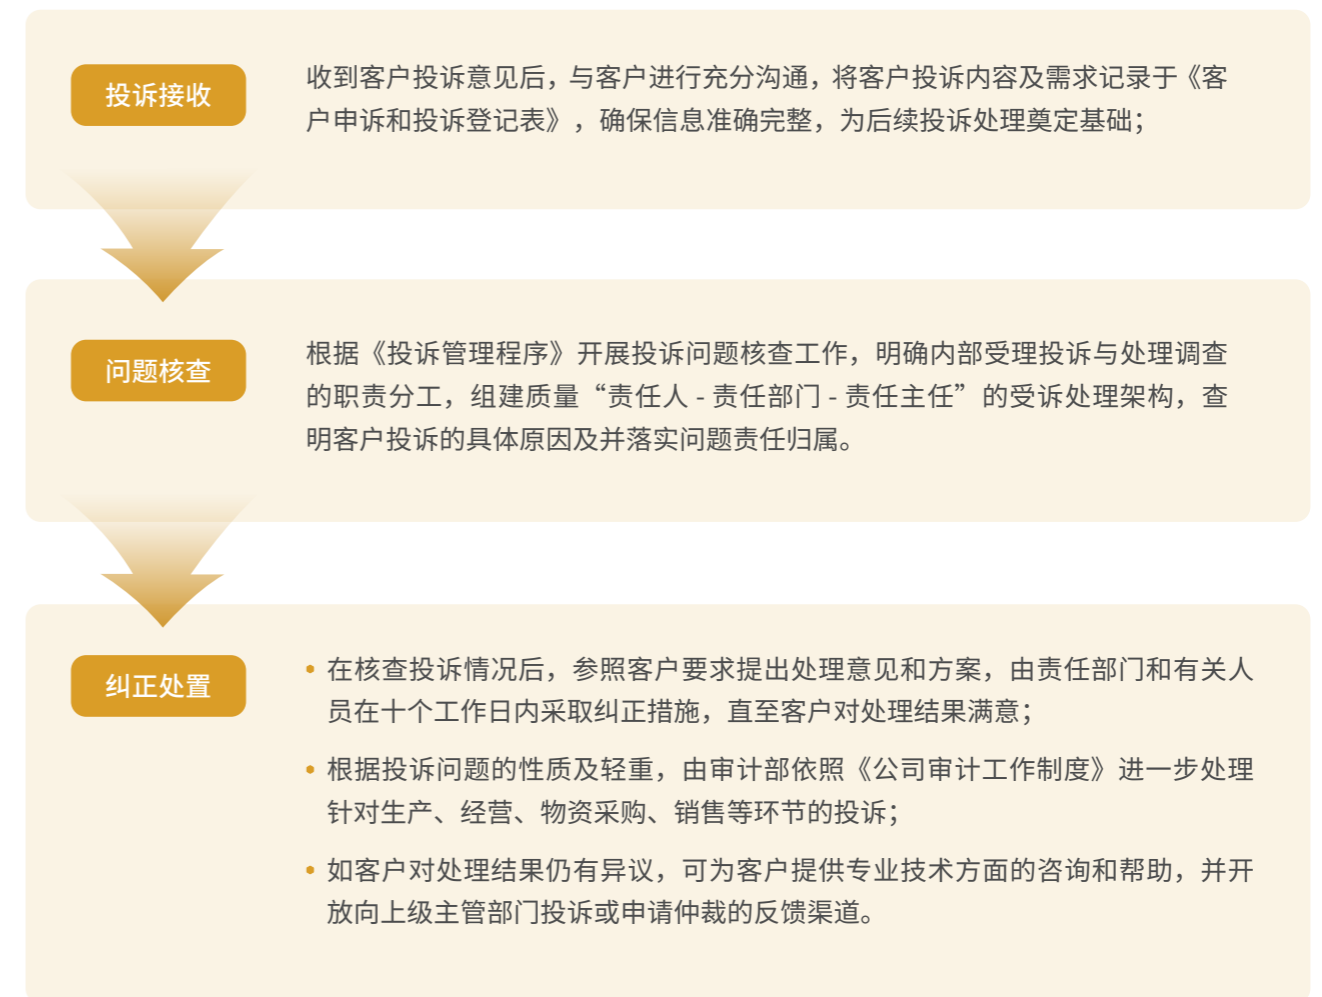 投诉接收
收到客户投诉意见后，与客户进行充分沟通，将客户投诉内容及需求记录于《客
户申诉和投诉登记表》，确保信息准确完整，为后续投诉处理奠定基础；
问题核查
根据《投诉管理程序》开展投诉问题核查工作，明确内部受理投诉与处理调查
的职责分工，组建质量“责任人 - 责任部门 - 责任主任”的受诉处理架构，查
明客户投诉的具体原因及并落实问题责任归属。
纠正处置
• 在核查投诉情况后，参照客户要求提出处理意见和方案，由责任部门和有关人
员在十个工作日内采取纠正措施，直至客户对处理结果满意；
• 根据投诉问题的性质及轻重，由审计部依照《公司审计工作制度》进一步处理
针对生产、经营、物资采购、销售等环节的投诉；
• 如客户对处理结果仍有异议，可为客户提供专业技术方面的咨询和帮助，并开
放向上级主管部门投诉或申请仲裁的反馈渠道。